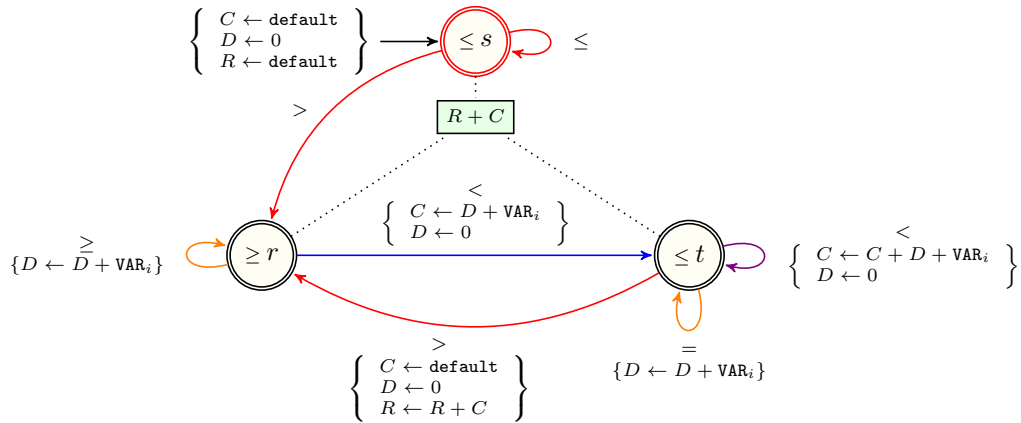 C ← default
D ← 0
R ← default
≤ s
≤
>
R + C
<
C ← D + VAR_i
D ← 0
≥
{D ← D + VAR_i}
≥ r
≤ t
<
C ← C + D + VAR_i
D ← 0
>
C ← default
D ← 0
R ← R + C
=
{D ← D + VAR_i}